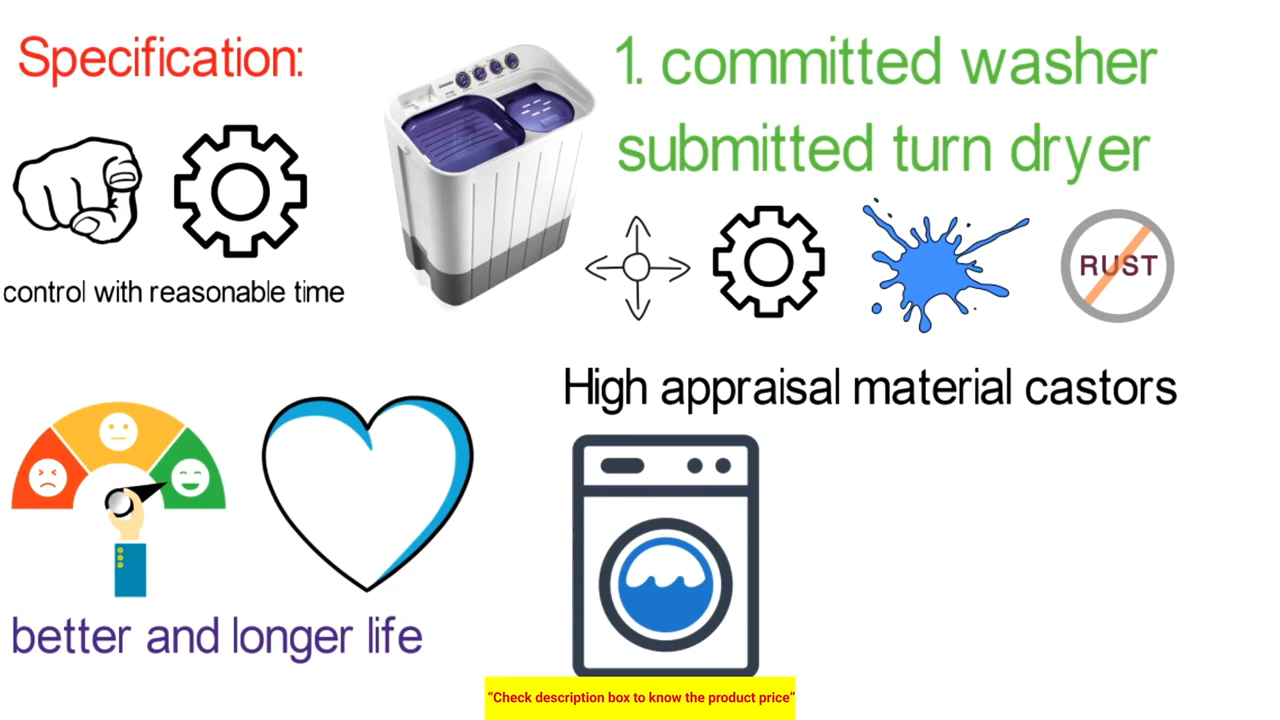 Specification:
1. committed washer
submitted turn dryer
RUST
control with reasonable time
High appraisal material castors
better and longer life
“Check description box to know the product price”